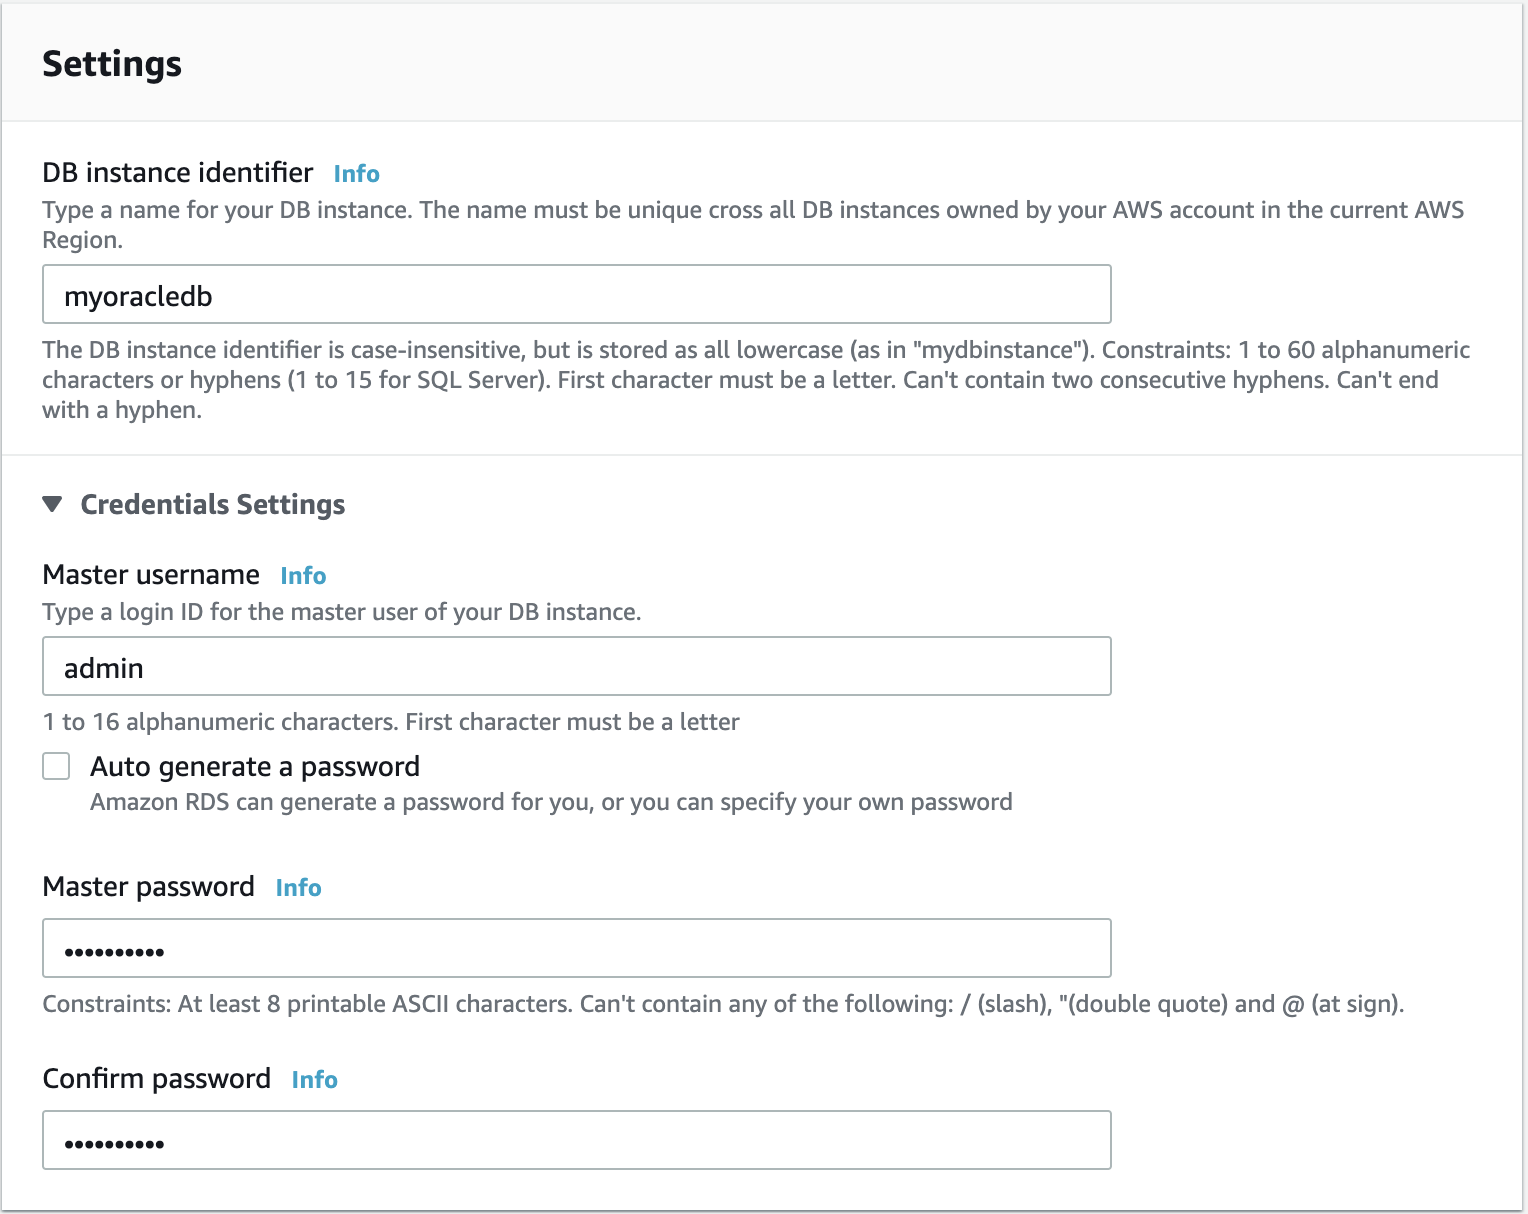 Settings
DB instance identifier Info
Type a name for your DB instance. The name must be unique cross all DB instances owned by your AWS account in the current AWS
Region.
myoracledb
The DB instance identifier is case-insensitive, but is stored as all lowercase (as in "mydbinstance"). Constraints: 1 to 60 alphanumeric
characters or hyphens (1 to 15 for SQL Server). First character must be a letter. Can't contain two consecutive hyphens. Can't end
with a hyphen.
Credentials Settings
Master username Info
Type a login ID for the master user of your DB instance.
admin
1 to 16 alphanumeric characters. First character must be a letter
Auto generate a password
Amazon RDS can generate a password for you, or you can specify your own password
Master password Info
••••••••••
Constraints: At least 8 printable ASCII characters. Can't contain any of the following: / (slash), "(double quote) and @ (at sign).
Confirm password Info
••••••••••